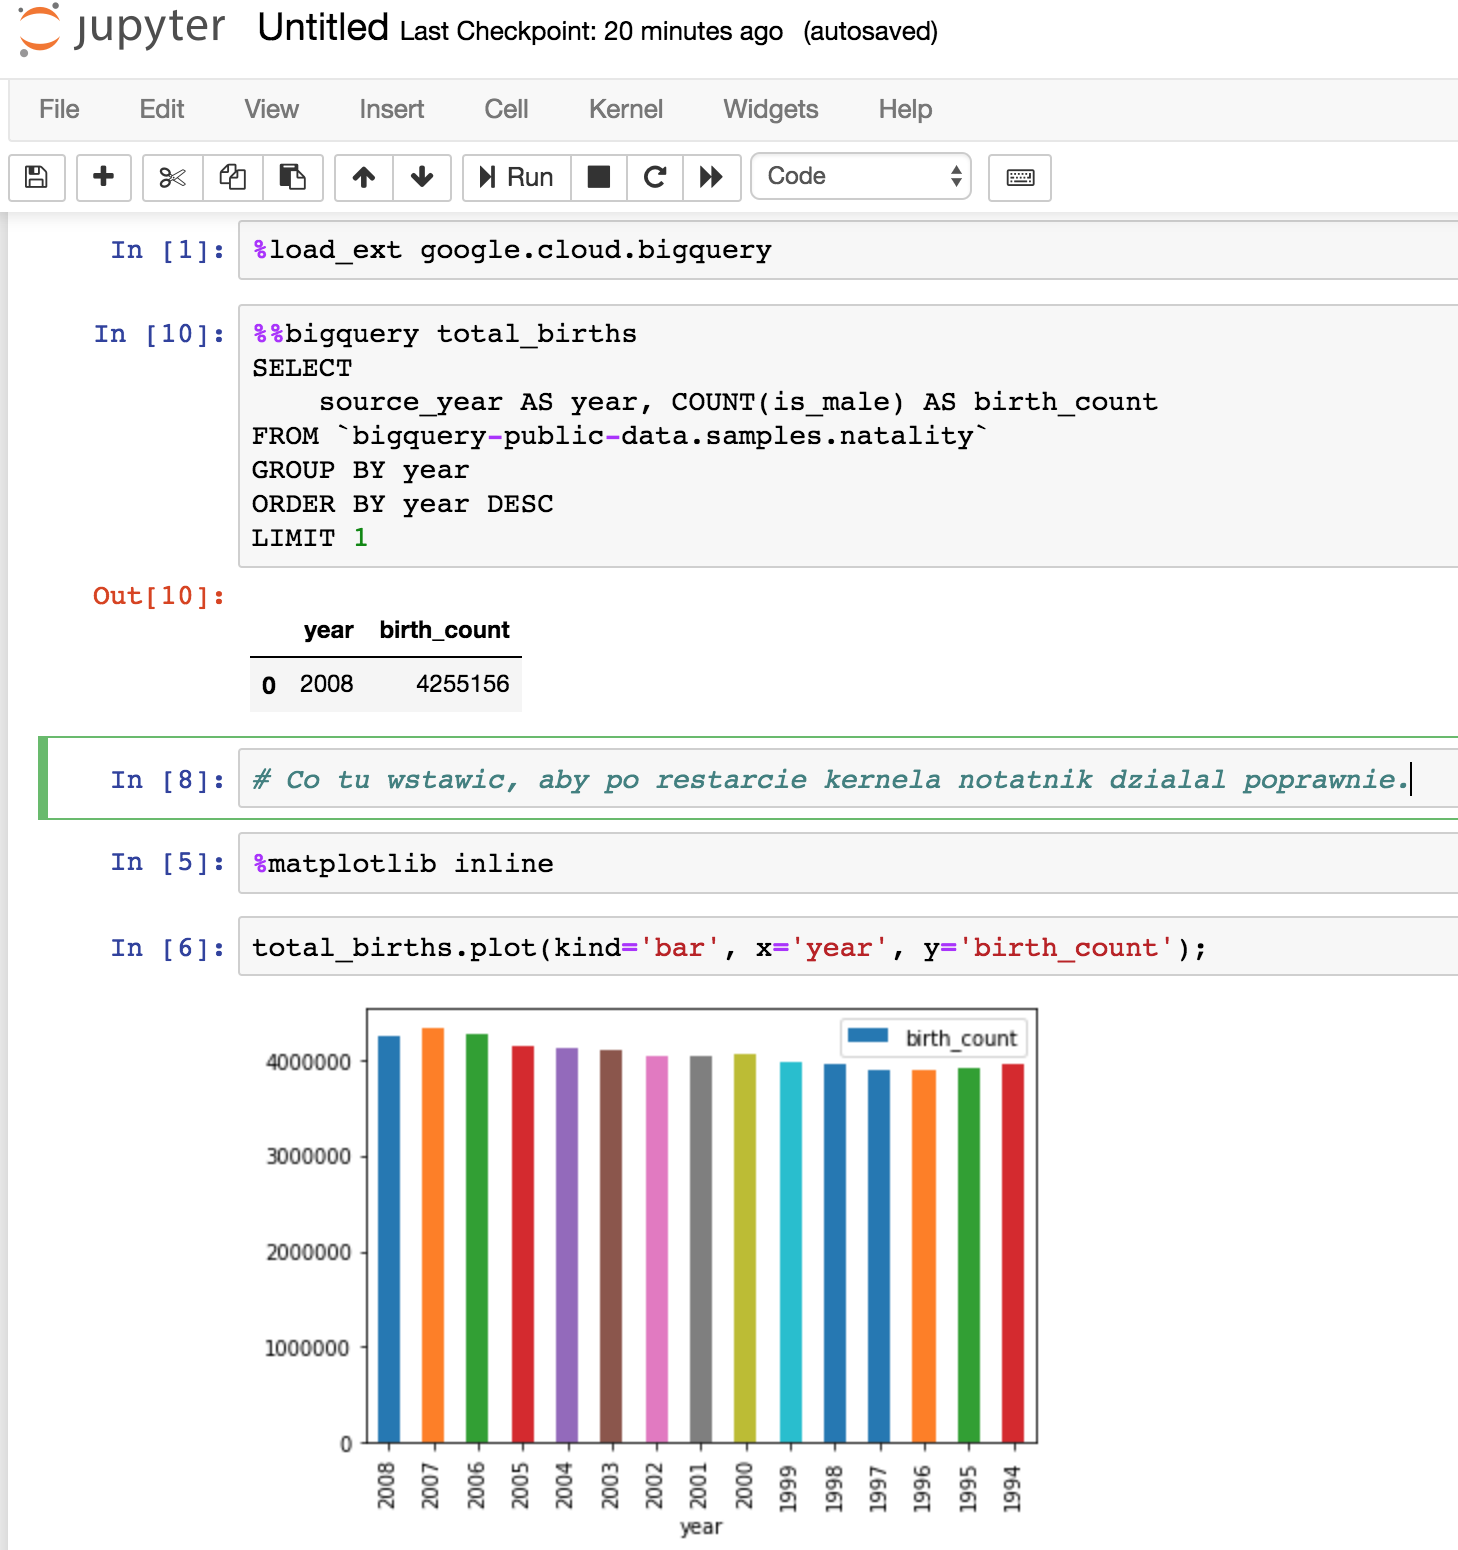 jupyter Untitled Last Checkpoint: 20 minutes ago (autosaved)
File Edit View Insert Cell Kernel Widgets Help
Run Code
In [1]: %load_ext google.cloud.bigquery
In [10]: %%bigquery total_births
SELECT
    source_year AS year, COUNT(is_male) AS birth_count
FROM `bigquery-public-data.samples.natality`
GROUP BY year
ORDER BY year DESC
LIMIT 1
Out[10]:
year birth_count
0 2008 4255156
In [8]: # Co tu wstawic, aby po restarcie kernela notatnik dzialal poprawnie.
In [5]: %matplotlib inline
In [6]: total_births.plot(kind='bar', x='year', y='birth_count');
birth_count
4000000
3000000
2000000
1000000
0
2008 2007 2006 2005 2004 2003 2002 2001 2000 1999 1998 1997 1996 1995 1994
year